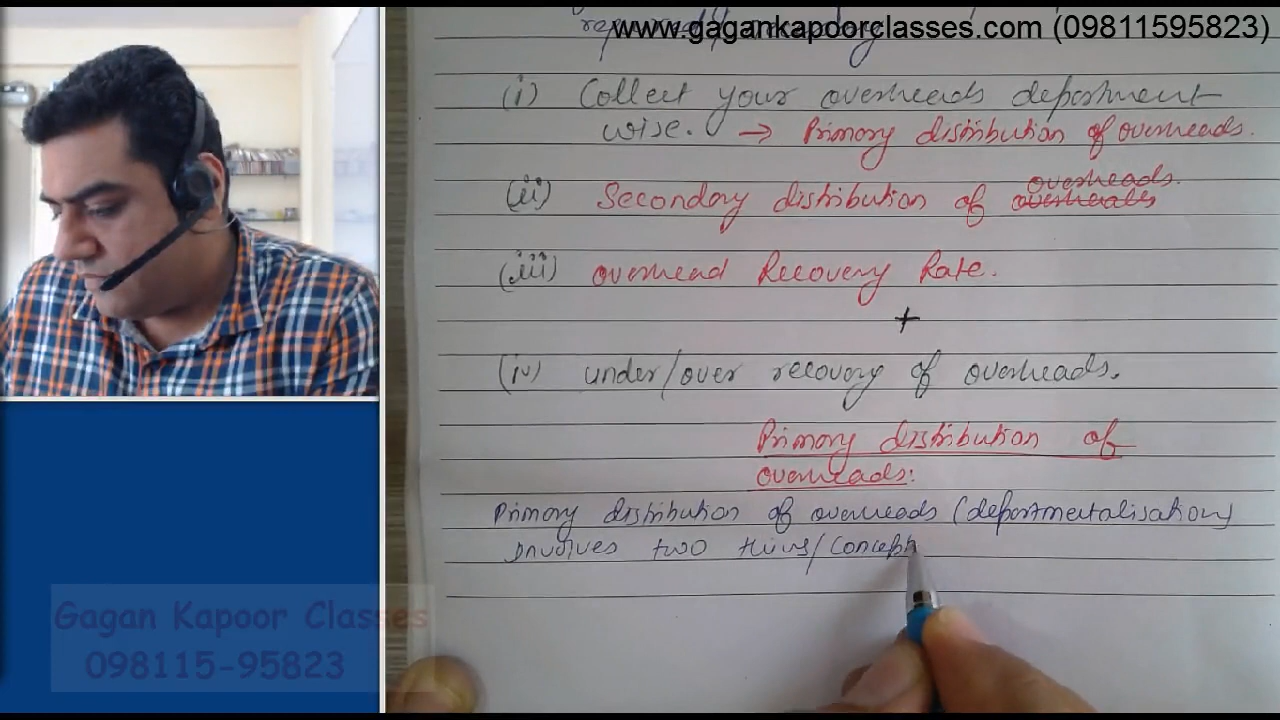 www.gagankapoorclasses.com (09811595823)
(i) Collect your overheads department
wise. → Primary distribution of overheads.
overheads.
(ii) Secondary distribution of overheads
(iii) overhead Recovery Rate.
+
(iv) under/over recovery of overheads.
Primary distribution of
overheads:
Primary distribution of overheads (departmentalisation)
Involves two things/Concepts
Gagan Kapoor Classes
098115-95823